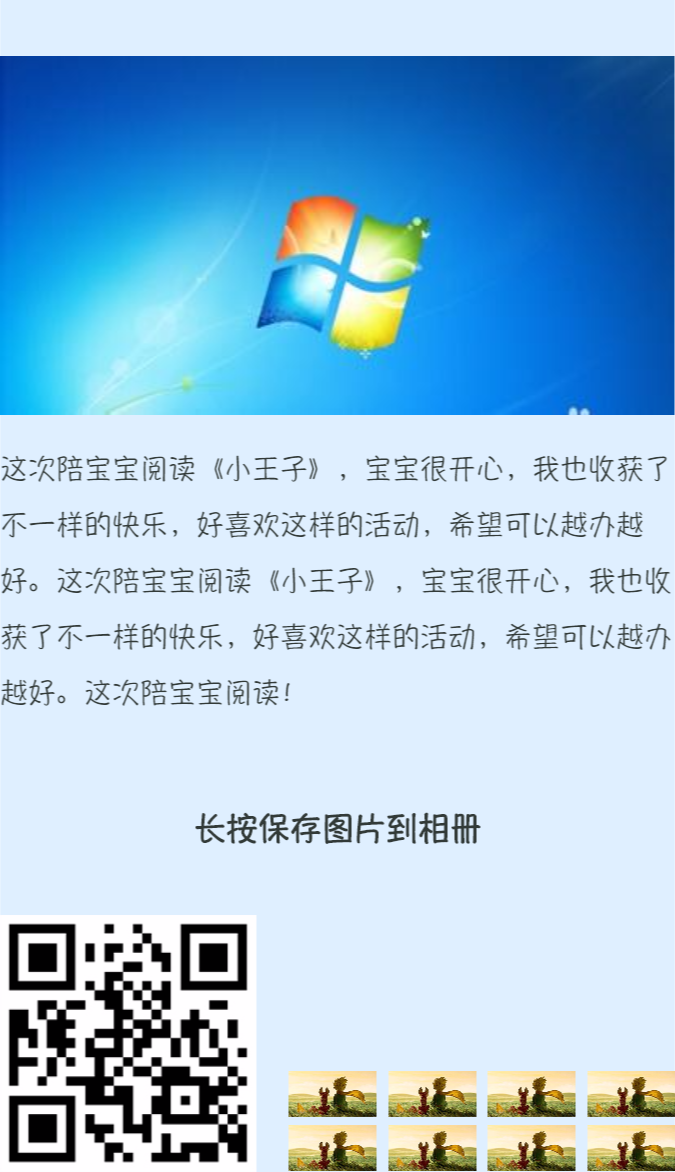 这次陪宝宝阅读《小王子》，宝宝很开心，我也收获了
不一样的快乐，好喜欢这样的活动，希望可以越办越
好。这次陪宝宝阅读《小王子》，宝宝很开心，我也收
获了不一样的快乐，好喜欢这样的活动，希望可以越办
越好。这次陪宝宝阅读！
长按保存图片到相册